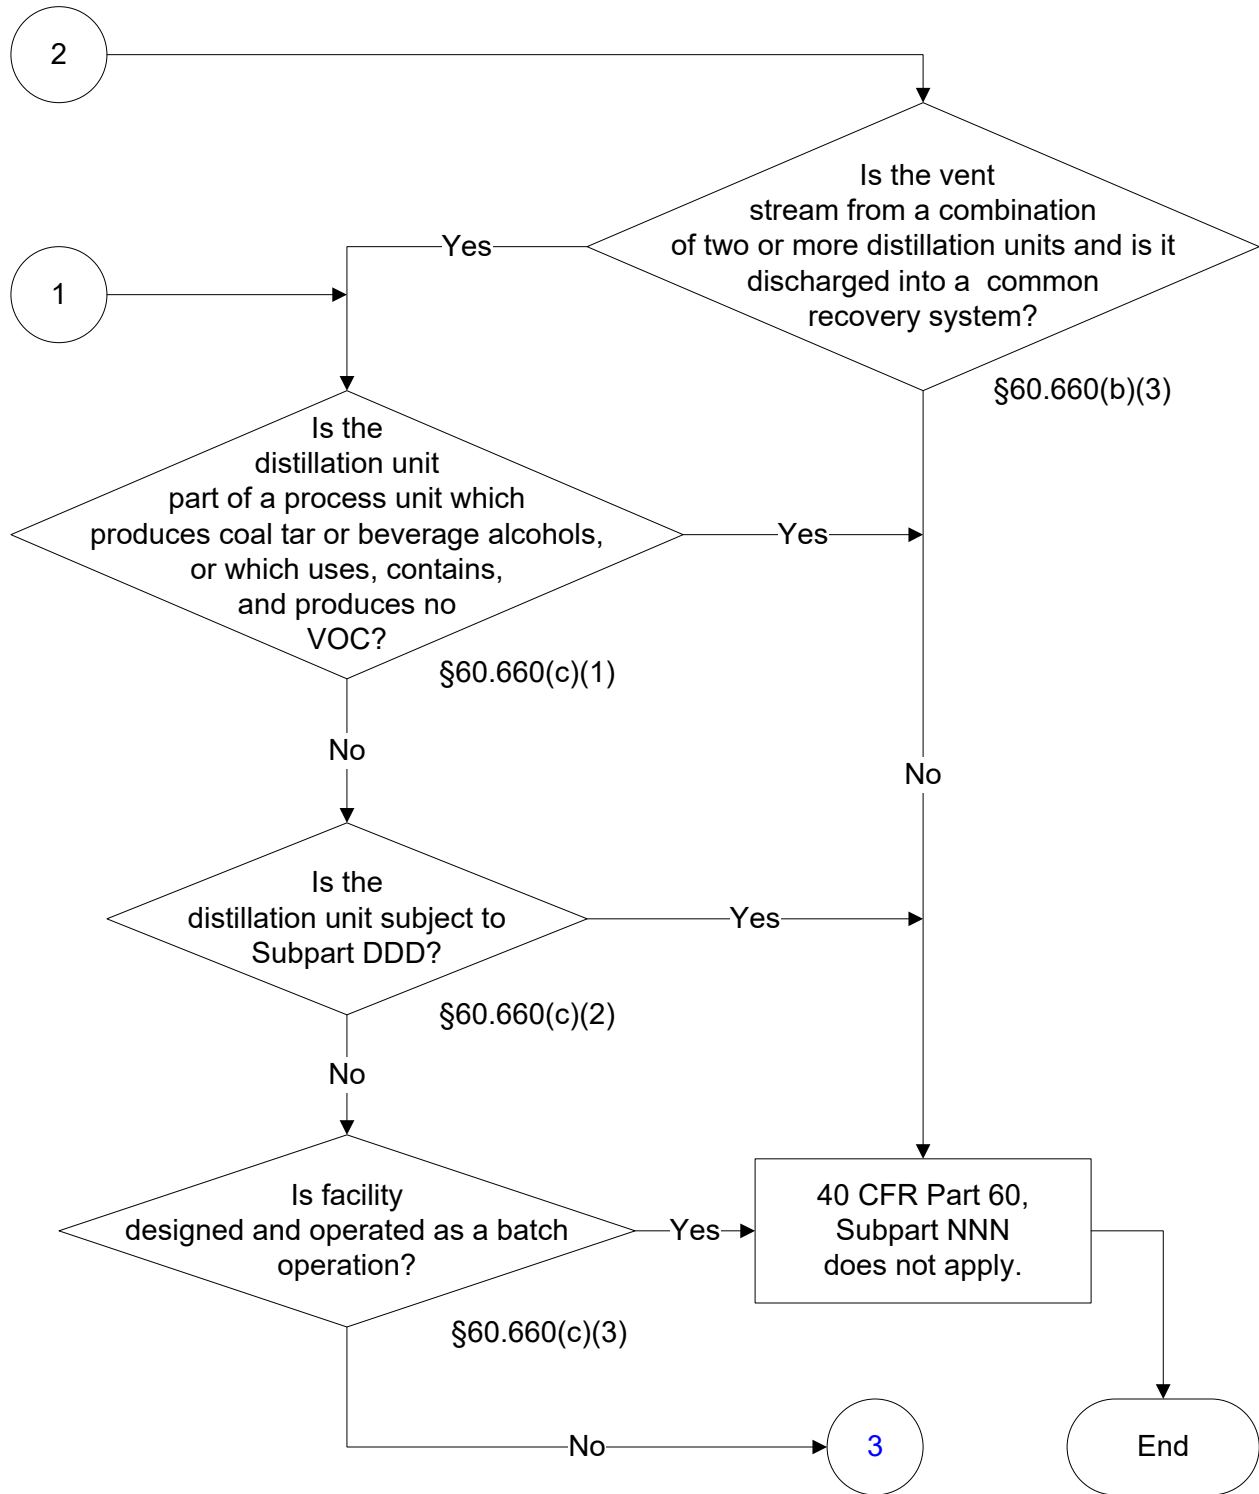 2
Is the vent
stream from a combination
of two or more distillation units and is it
discharged into a common
recovery system?
Yes
1
§60.660(b)(3)
Is the
distillation unit
part of a process unit which
produces coal tar or beverage alcohols,
or which uses, contains,
and produces no
VOC?
Yes
§60.660(c)(1)
No
No
Is the
distillation unit subject to
Subpart DDD?
Yes
§60.660(c)(2)
No
Is facility
designed and operated as a batch
operation?
Yes
40 CFR Part 60,
Subpart NNN
does not apply.
§60.660(c)(3)
No
3
End